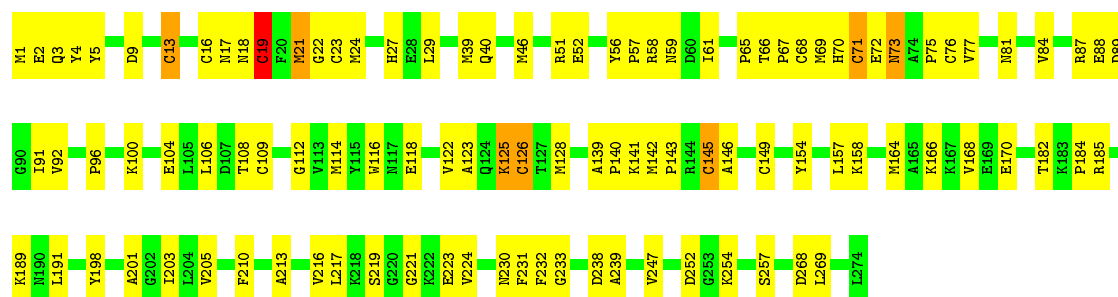 M1 E2 Q3 Y4 Y5 D9 C13 C16 N17 N18 C19 F20 M21 G22 C23 M24 H27 E28 L29 M39 Q40 M46 R51 E52 Y56 P57 R58 N59 D60 I61 P65 T66 P67 C68 M69 H70 C71 E72 N73 A74 P75 C76 V77 N81 V84 R87 E88 D89
G90 I91 V92 P96 K100 E104 L105 L106 D107 T108 C109 G112 V113 M114 Y115 W116 N117 E118 V122 A123 Q124 K125 C126 T127 M128 A139 P140 K141 M142 P143 R144 C145 A146 C149 Y154 L157 K158 M164 A165 K166 K167 V168 E169 E170 T182 K183 P184 R185
K189 N190 L191 Y198 A201 G202 I203 L204 V205 F210 A213 V216 L217 K218 S219 G220 G221 K222 E223 V224 N230 F231 F232 G233 D238 A239 V247 D252 G253 K254 S257 D268 L269 L274